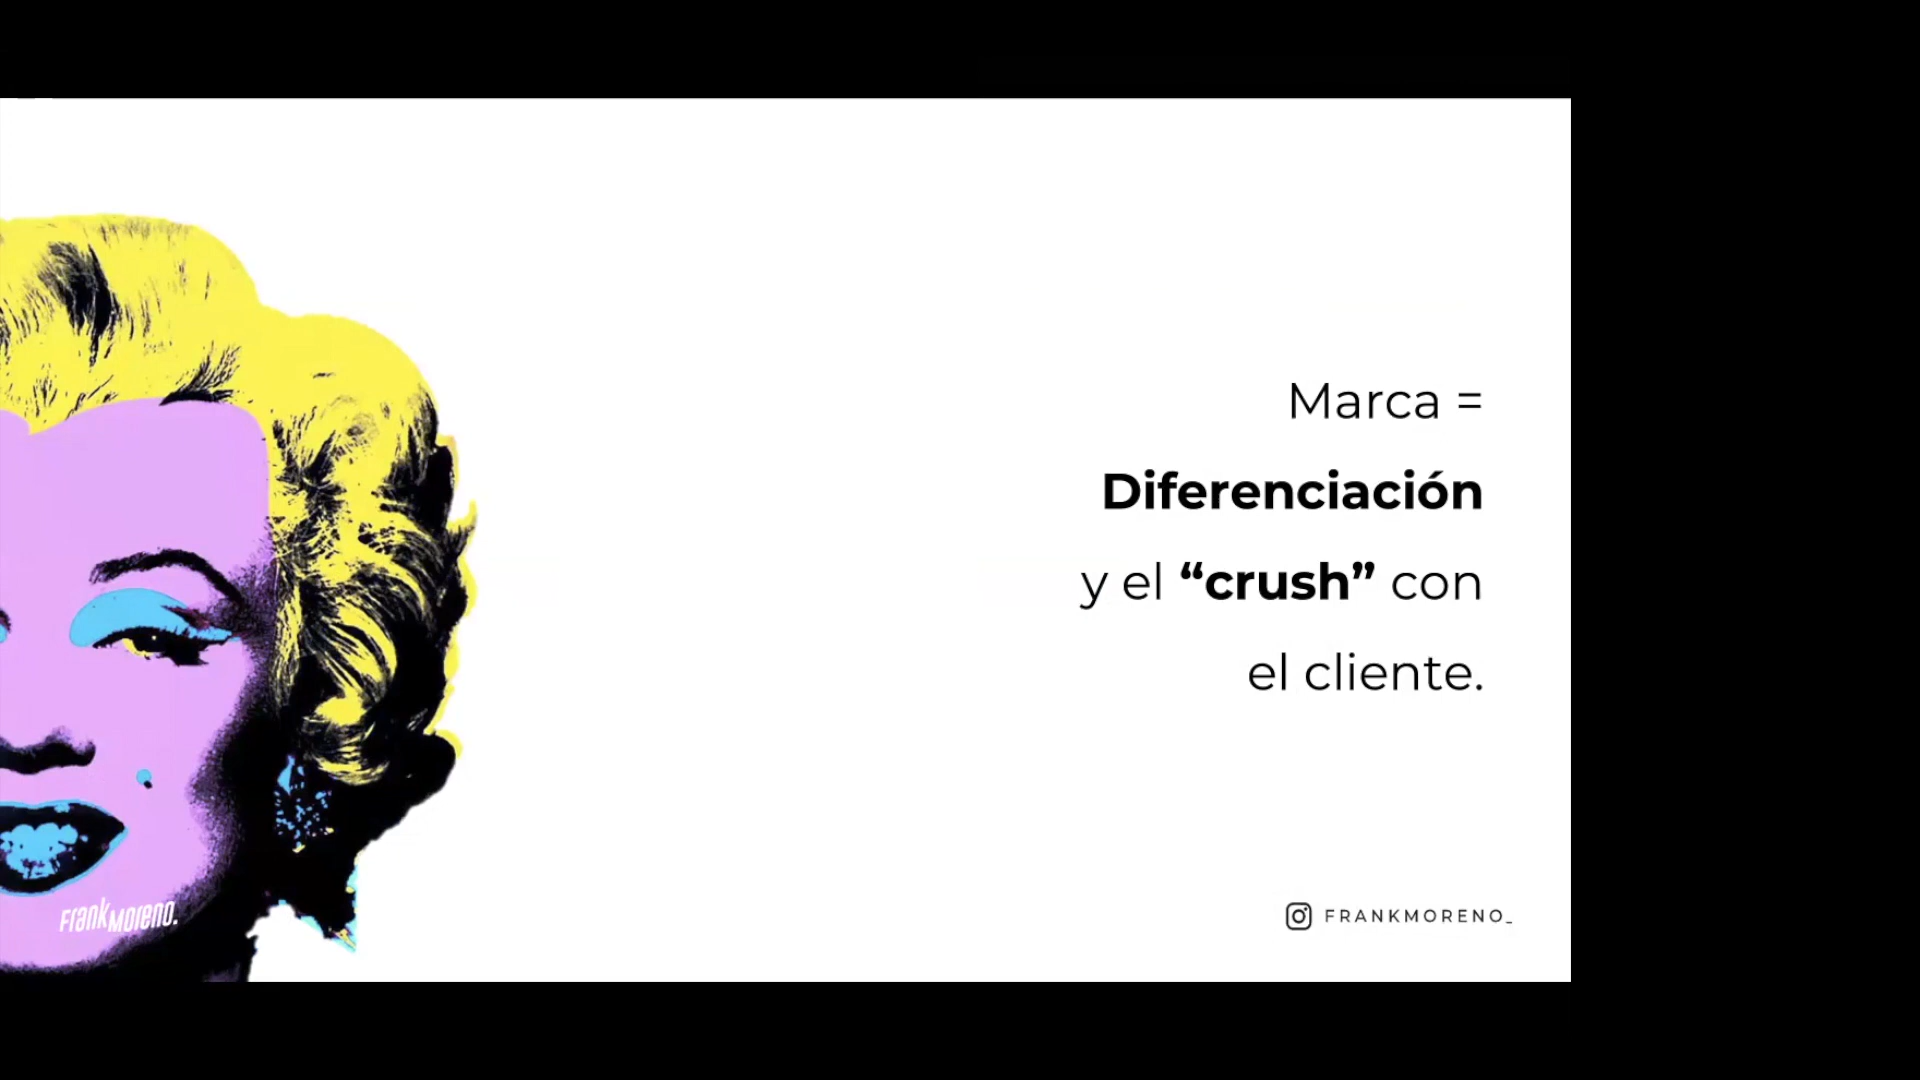 Marca =
Diferenciación
y el “crush” con
el cliente.
FrankMoreno.
FRANKMORENO_